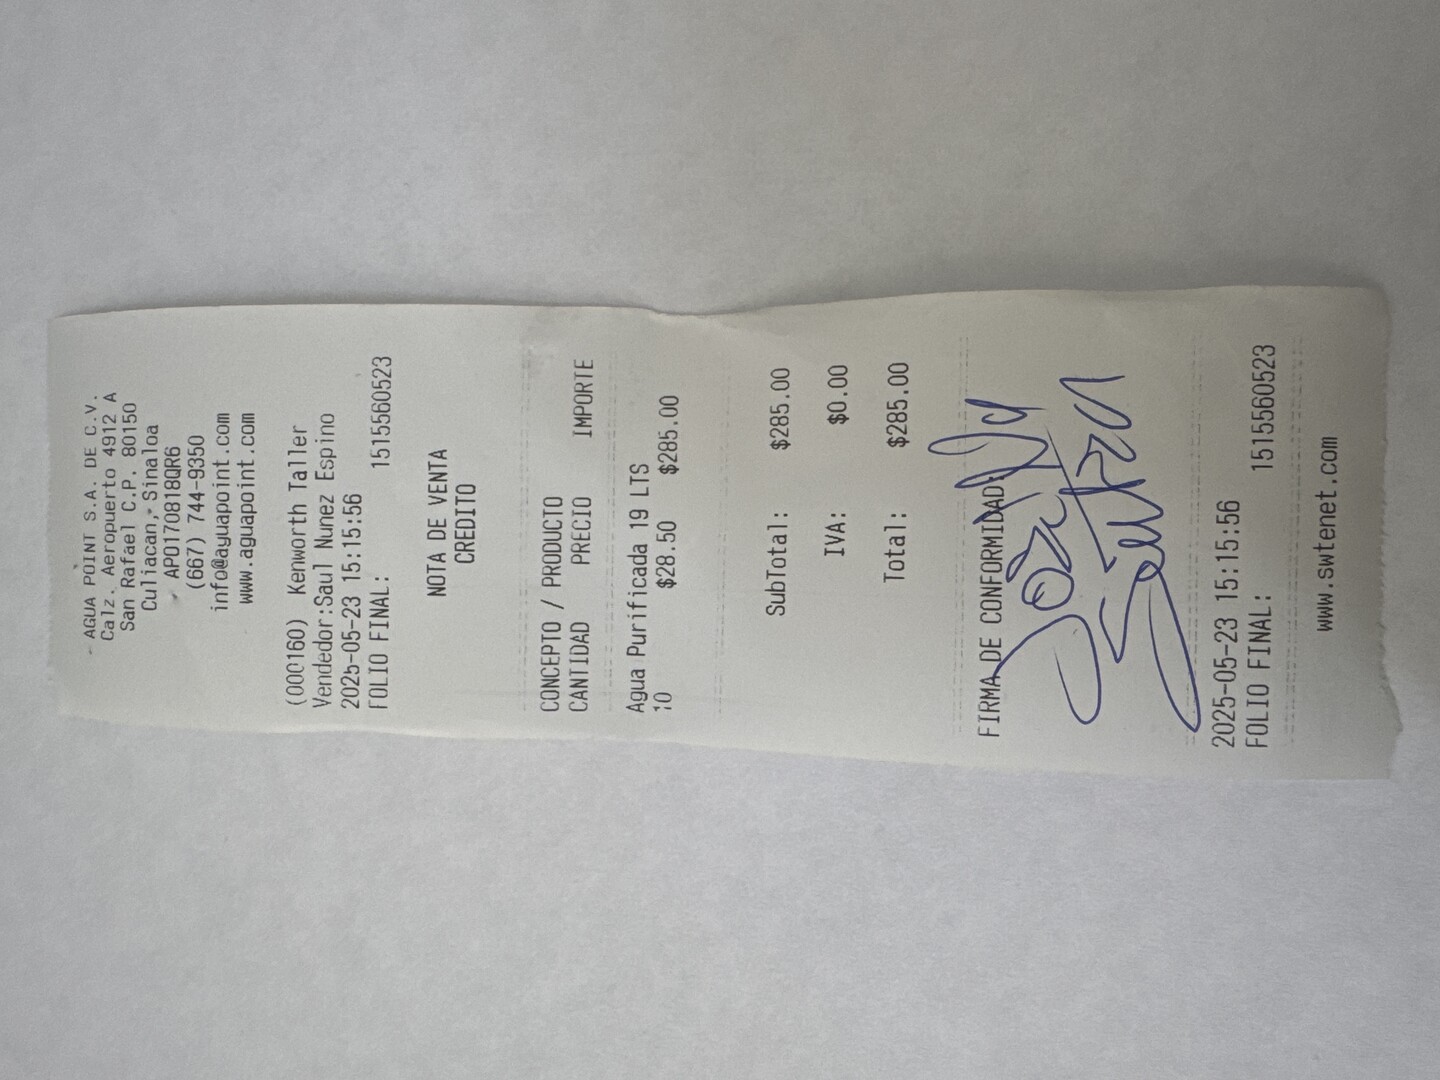 AGUA POINT S.A. DE C.V.
Calz. Aeropuerto 4912 A
San Rafael C.P. 80150
Culiacan, Sinaloa
APO170818QR6
(667) 744-9350
info@aguapoint.com
www.aguapoint.com
(000160) Kenworth Taller
Vendedor:Saul Nunez Espino
2025-05-23 15:15:56
FOLIO FINAL: 1515560523
NOTA DE VENTA
CREDITO
CONCEPTO / PRODUCTO
CANTIDAD PRECIO IMPORTE
Agua Purificada 19 LTS
10 $28.50 $285.00
SubTotal: $285.00
IVA: $0.00
Total: $285.00
FIRMA DE CONFORMIDAD:
2025-05-23 15:15:56
FOLIO FINAL: 1515560523
www.swtenet.com